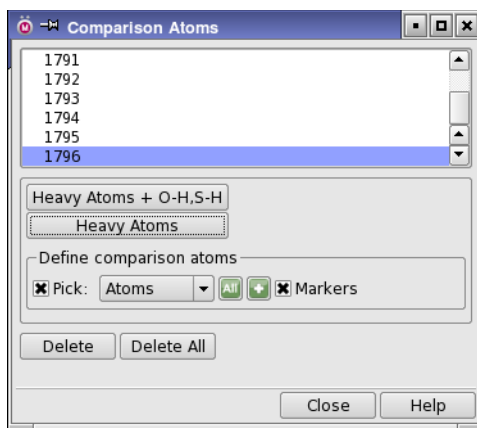 Comparison Atoms
1791
1792
1793
1794
1795
1796
Heavy Atoms + O-H,S-H
Heavy Atoms
Define comparison atoms
Pick: Atoms All Markers
Delete Delete All
Close Help